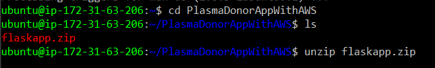 ubuntu@ip-172-31-63-206:~$ cd PlasmaDonorAppWithAWS
ubuntu@ip-172-31-63-206:~/PlasmaDonorAppWithAWS$ ls
flaskapp.zip
ubuntu@ip-172-31-63-206:~/PlasmaDonorAppWithAWS$ unzip flaskapp.zip